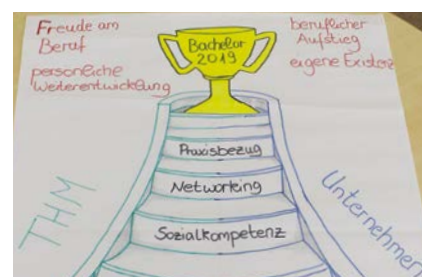 Freude am
Beruf
persönliche
Weiterentwicklung
Bachelor
2019
beruflicher
Aufstieg
eigene Existenz
Praxisbezug
Networking
Sozialkompetenz
THM
Unternehmen